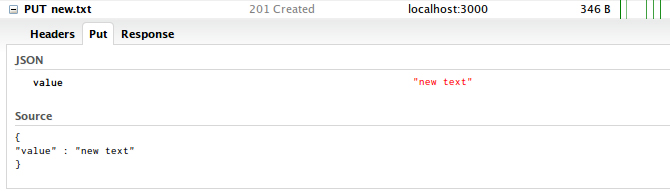 PUT new.txt 201 Created localhost:3000 346 B
Headers Put Response
JSON
value "new text"
Source
{
"value" : "new text"
}